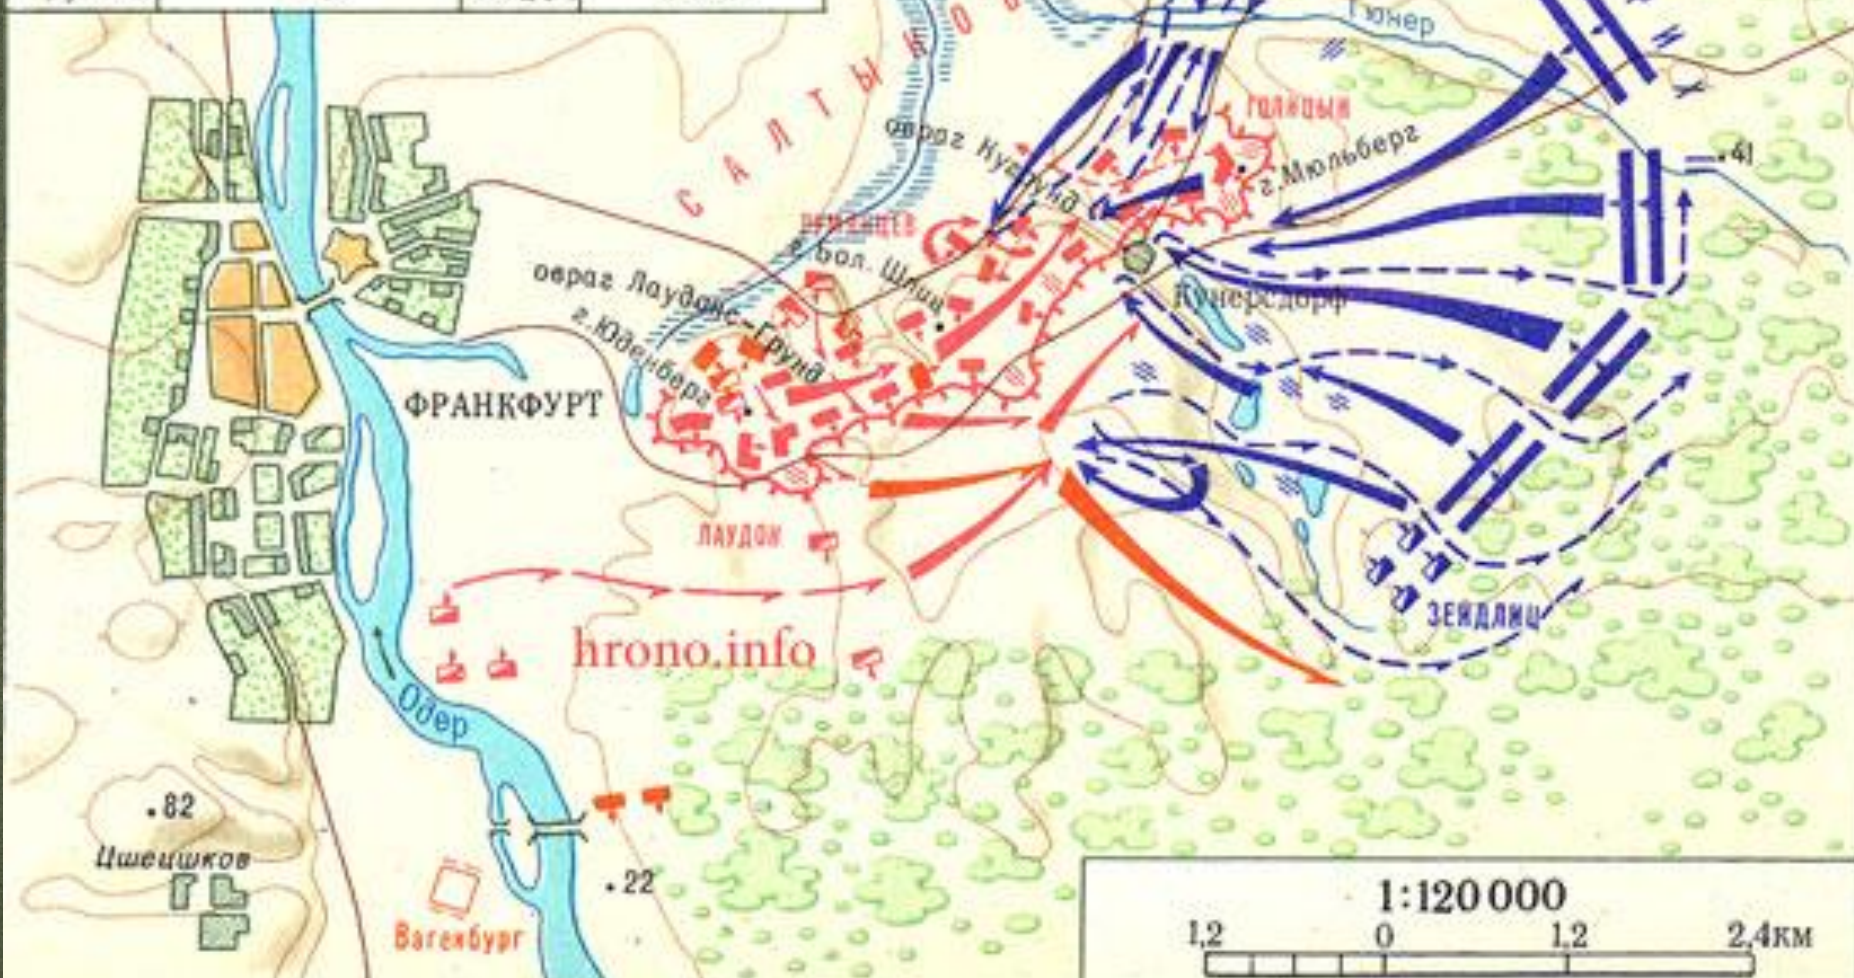 Гюнер
И
Х
САЛТЫКОВ
ГОЛИЦЫН
овраг Кугрунд
г.Мюльберг
.41
РУМЯНЦЕВ
г. Бол. Шпиц
овраг Лаудонс-Грунд
г.Юденберг
Кунерсдорф
ФРАНКФУРТ
ЛАУДОН
ЗЕЙДЛИЦ
hrono.info
Одер
.82
Цшецшков
.22
Вагенбург
1:120 000
1,2 0 1,2 2,4км